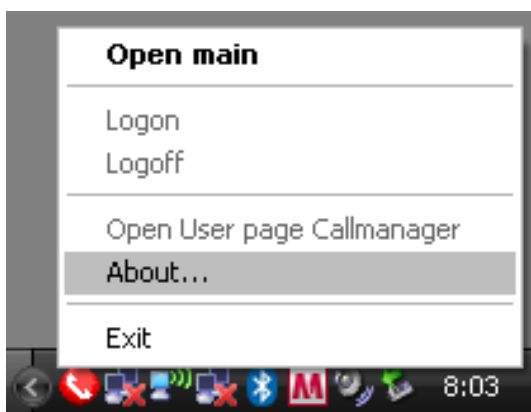 Open main
Logon
Logoff
Open User page Callmanager
About...
Exit
8:03